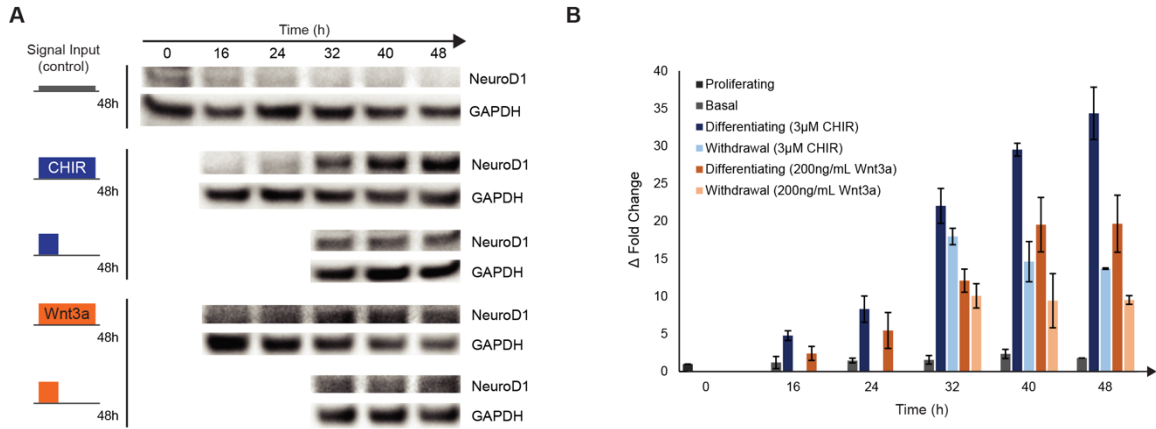 A
Time (h)
Signal Input
(control)
0 16 24 32 40 48
NeuroD1
48h
GAPDH
CHIR
NeuroD1
48h
GAPDH
NeuroD1
48h
GAPDH
Wnt3a
NeuroD1
48h
GAPDH
NeuroD1
48h
GAPDH
B
40
35
30
25
20
15
10
5
0
Δ Fold Change
Proliferating
Basal
Differentiating (3μM CHIR)
Withdrawal (3μM CHIR)
Differentiating (200ng/mL Wnt3a)
Withdrawal (200ng/mL Wnt3a)
0 16 24 32 40 48
Time (h)